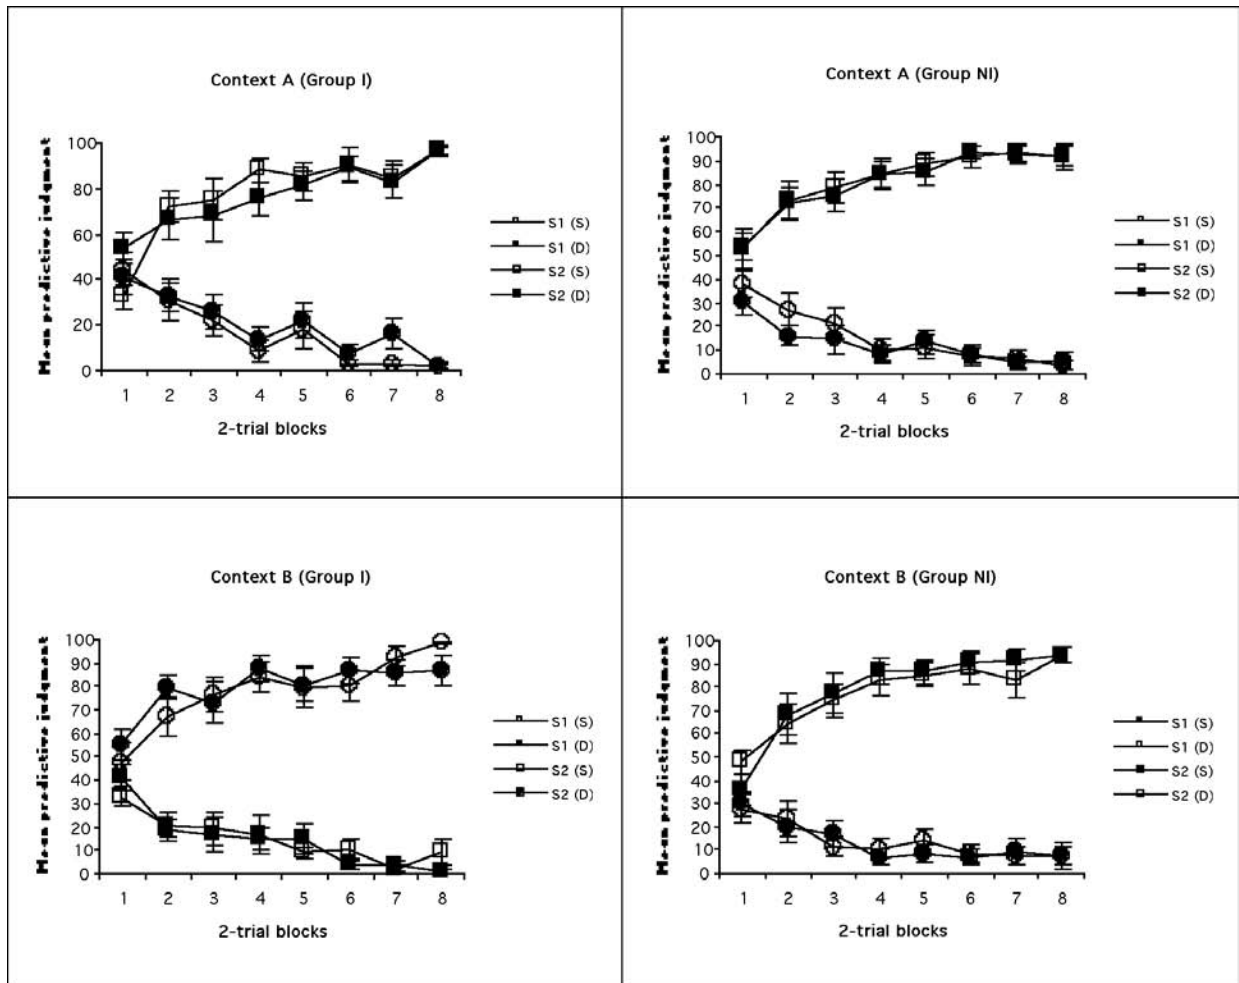 Context A (Group I)
Mean predictive judgment
100
80
60
40
20
0
1 2 3 4 5 6 7 8
2-trial blocks
S1 (S)
S1 (D)
S2 (S)
S2 (D)
Context A (Group NI)
Mean predictive judgment
100
90
80
70
60
50
40
30
20
10
0
1 2 3 4 5 6 7 8
2-trial blocks
S1 (S)
S1 (D)
S2 (S)
S2 (D)
Context B (Group I)
Mean predictive judgment
100
90
80
70
60
50
40
30
20
10
0
1 2 3 4 5 6 7 8
2-trial blocks
S1 (S)
S1 (D)
S2 (S)
S2 (D)
Context B (Group NI)
Mean predictive judgment
100
90
80
70
60
50
40
30
20
10
0
1 2 3 4 5 6 7 8
2-trial blocks
S1 (S)
S1 (D)
S2 (S)
S2 (D)